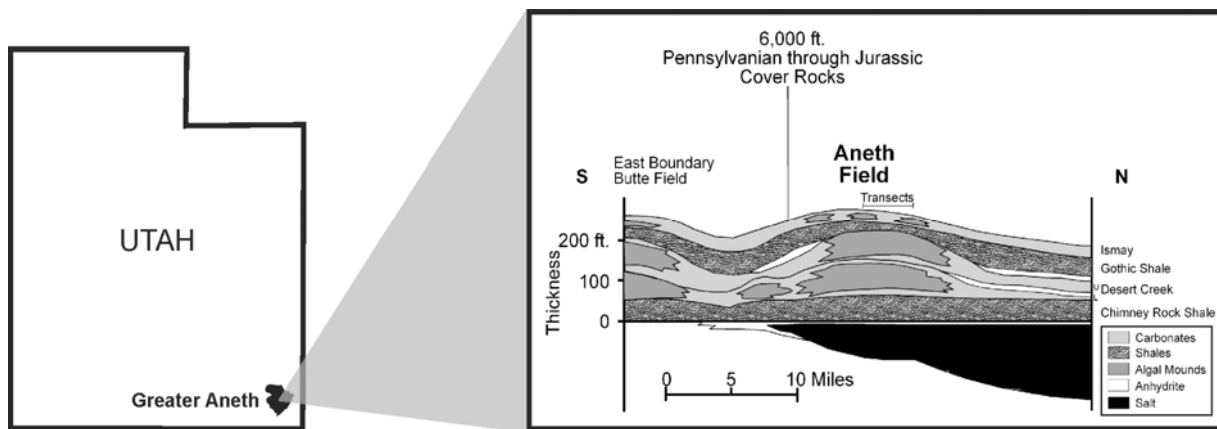 UTAH
Greater Aneth
6,000 ft.
Pennsylvanian through Jurassic
Cover Rocks
East Boundary
Butte Field
S
Aneth
Field
Transects
N
Thickness
200 ft.
100
0
Ismay
Gothic Shale
U
Desert Creek
L
Chimney Rock Shale
0 5 10 Miles
Carbonates
Shales
Algal Mounds
Anhydrite
Salt